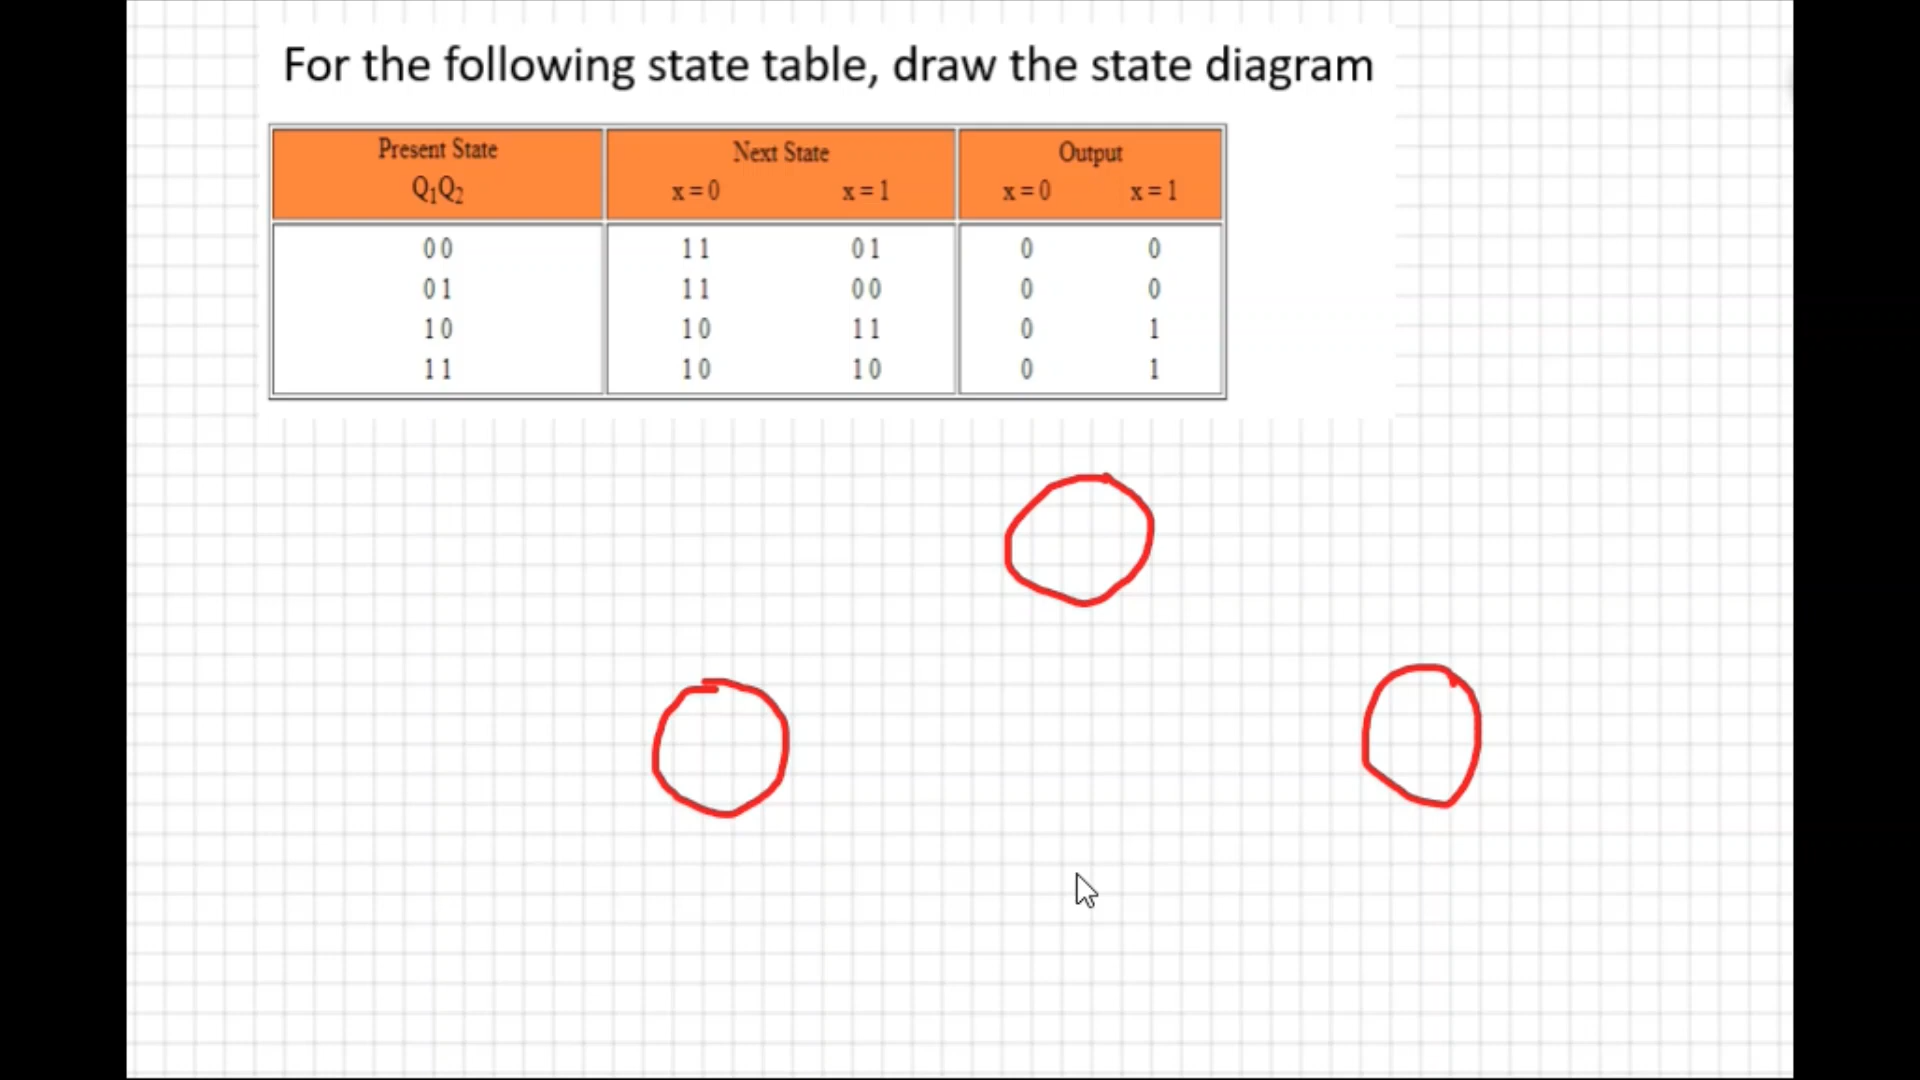 For the following state table, draw the state diagram
Present State Next State Output
Q₁Q₂ x = 0 x = 1 x = 0 x = 1
0 0 1 1 0 1 0 0
0 1 1 1 0 0 0 0
1 0 1 0 1 1 0 1
1 1 1 0 1 0 0 1